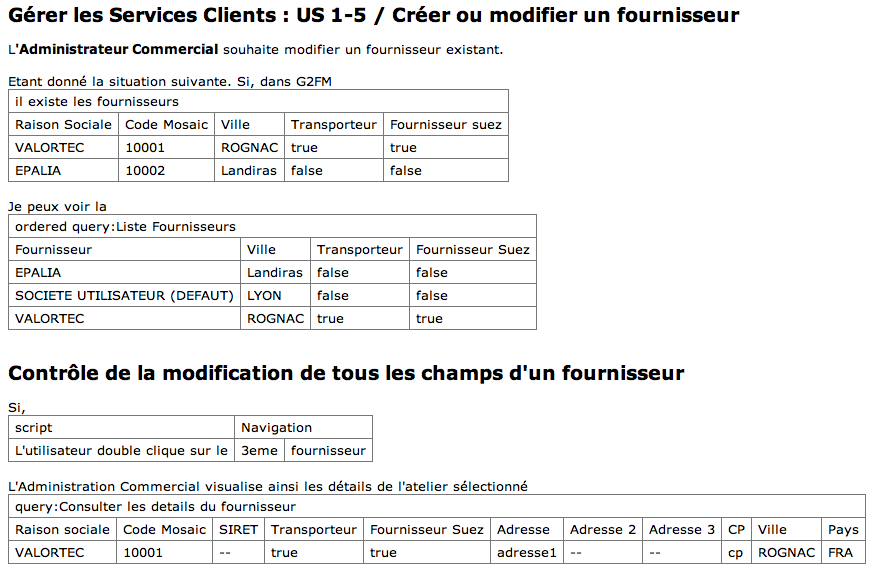 Gérer les Services Clients : US 1-5 / Créer ou modifier un fournisseur
L'Administrateur Commercial souhaite modifier un fournisseur existant.
Etant donné la situation suivante. Si, dans G2FM
il existe les fournisseurs
Raison Sociale Code Mosaic Ville Transporteur Fournisseur suez
VALORTEC 10001 ROGNAC true true
EPALIA 10002 Landiras false false
Je peux voir la
ordered query:Liste Fournisseurs
Fournisseur Ville Transporteur Fournisseur Suez
EPALIA Landiras false false
SOCIETE UTILISATEUR (DEFAUT) LYON false false
VALORTEC ROGNAC true true
Contrôle de la modification de tous les champs d'un fournisseur
Si,
script Navigation
L'utilisateur double clique sur le 3eme fournisseur
L'Administration Commercial visualise ainsi les détails de l'atelier sélectionné
query:Consulter les details du fournisseur
Raison sociale Code Mosaic SIRET Transporteur Fournisseur Suez Adresse Adresse 2 Adresse 3 CP Ville Pays
VALORTEC 10001 -- true true adresse1 -- -- cp ROGNAC FRA